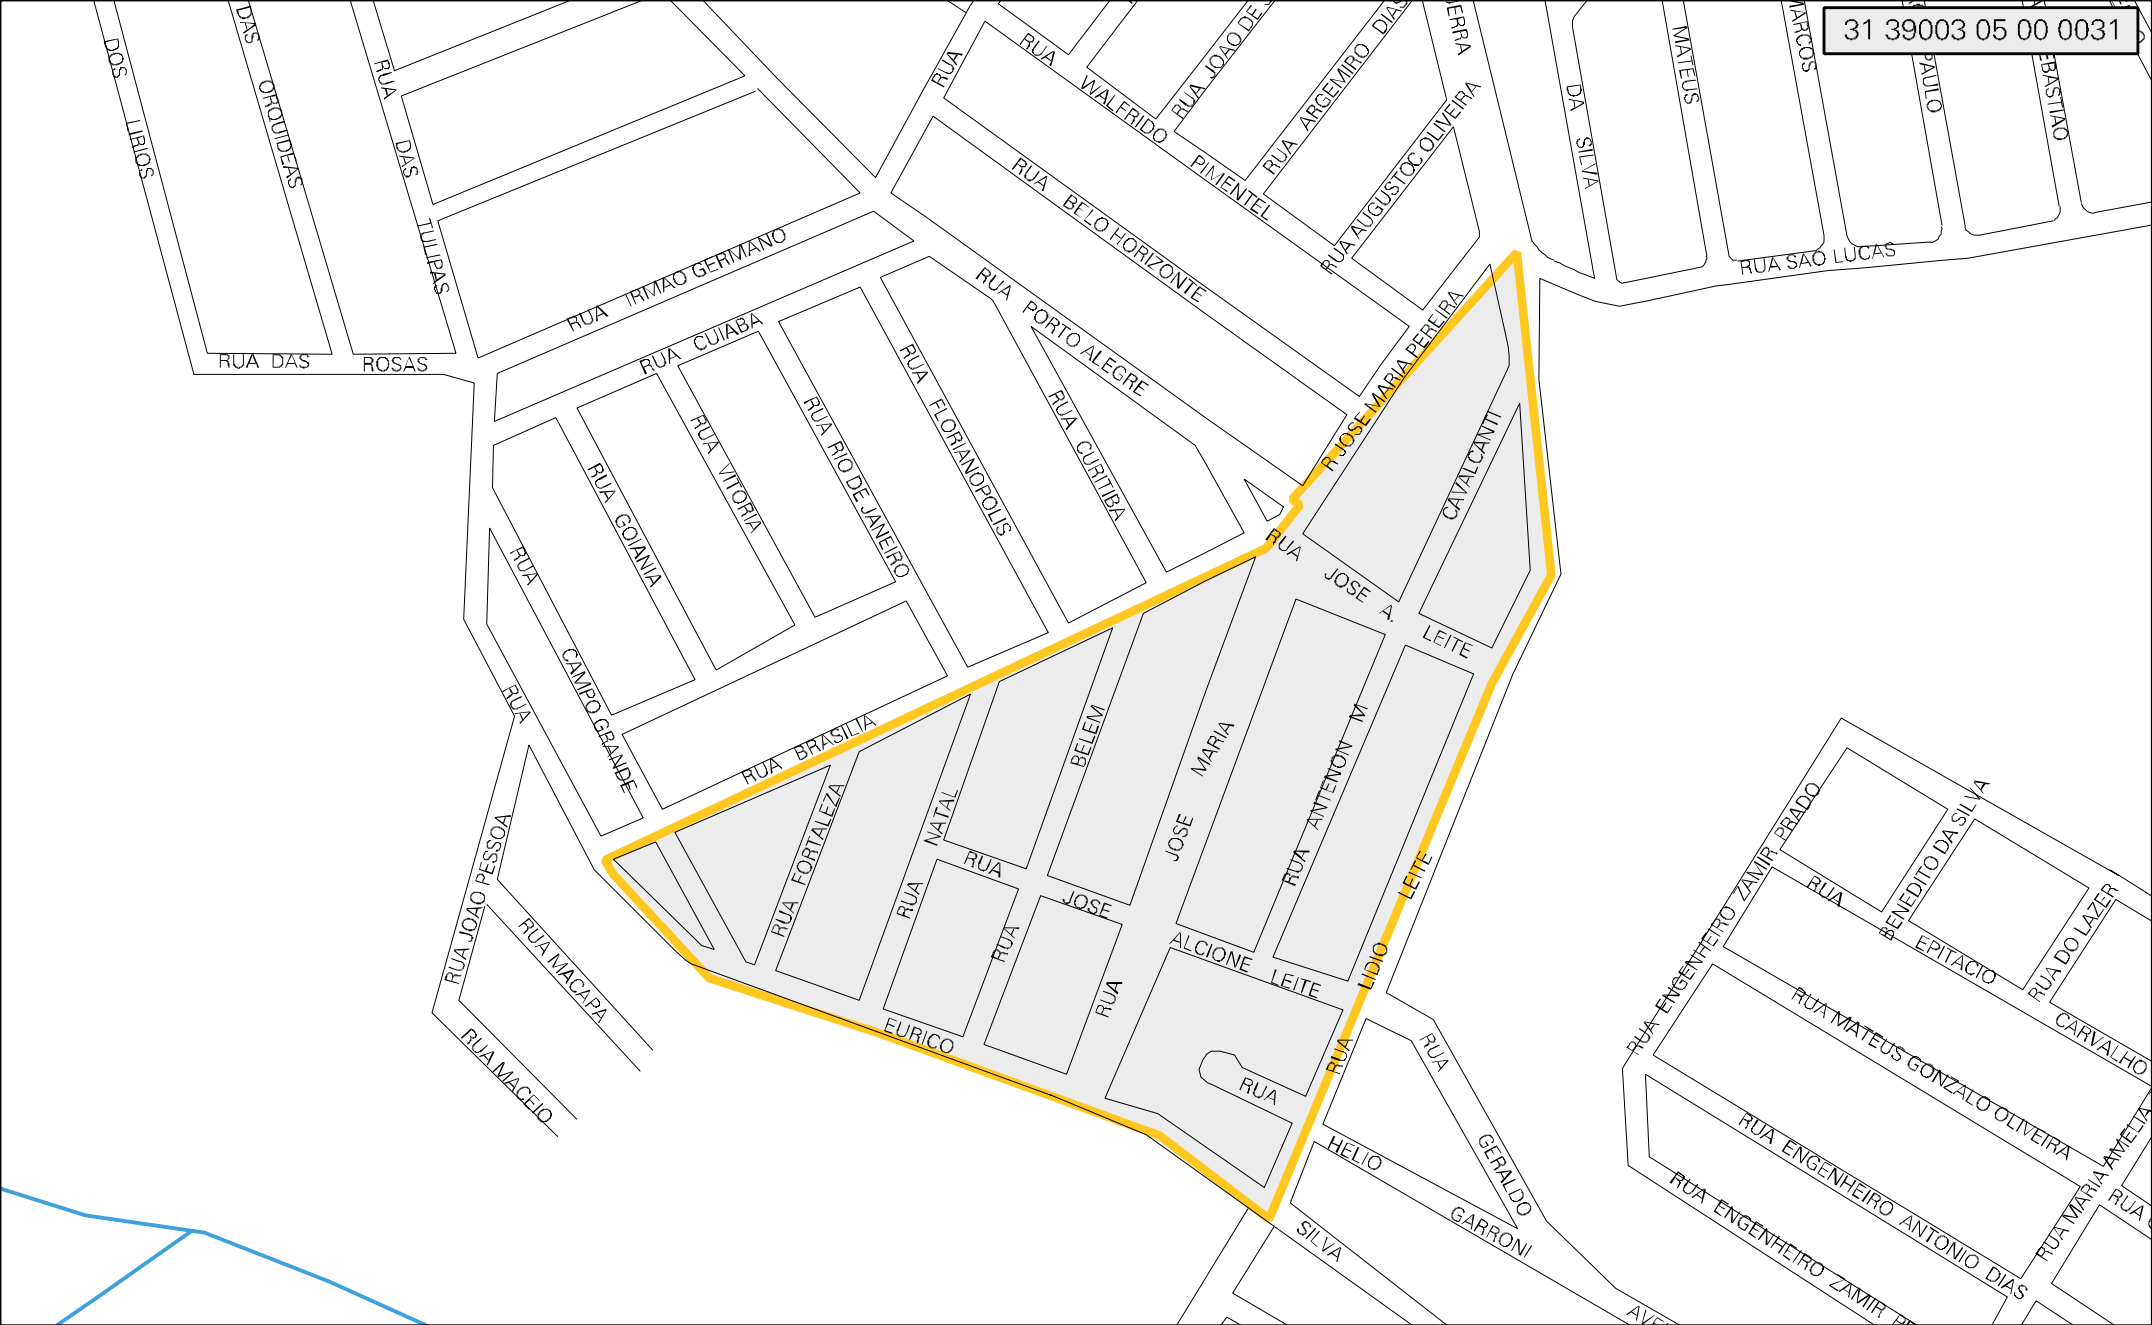 31 39003 05 00 0031
DOS LIRIOS
DAS ORQUIDEAS
RUA DAS TULIPAS
RUA DAS ROSAS
RUA IRMAO GERMANO
RUA CUIABA
RUA
RUA WALFRIDO PIMENTEL
RUA JOAO DE
RUA ARGEMIRO DIAS
RUA AUGUSTO C OLIVEIRA
RUA BELO HORIZONTE
RUA PORTO ALEGRE
DA SILVA
MATEUS
MARCOS
PAULO
RUA SAO LUCAS
R JOSE MARIA PEREIRA
CAVALCANTI
RUA GOIANIA
RUA VITORIA
RUA RIO DE JANEIRO
RUA FLORIANOPOLIS
RUA CURITIBA
RUA CAMPO GRANDE
RUA
RUA BRASILIA
RUA JOSE A. LEITE
RUA FORTALEZA
RUA NATAL
RUA BELEM
RUA JOSE MARIA
RUA ANTENON M
RUA JOSE ALCIONE LEITE
RUA LIDIO LEITE
EURICO
RUA
RUA JOAO PESSOA
RUA MACAPA
RUA MACEIO
HELIO GARRONI
RUA GERALDO
SILVA
RUA ENGENHEIRO ZAMIR PRADO
BENEDITO DA SILVA
RUA DO LAZER
RUA EPITACIO CARVALHO
RUA MATEUS GONZALO OLIVEIRA
RUA ENGENHEIRO ANTONIO DIAS
RUA ENGENHEIRO ZAMIR
RUA MARIA AMELIA
RUA